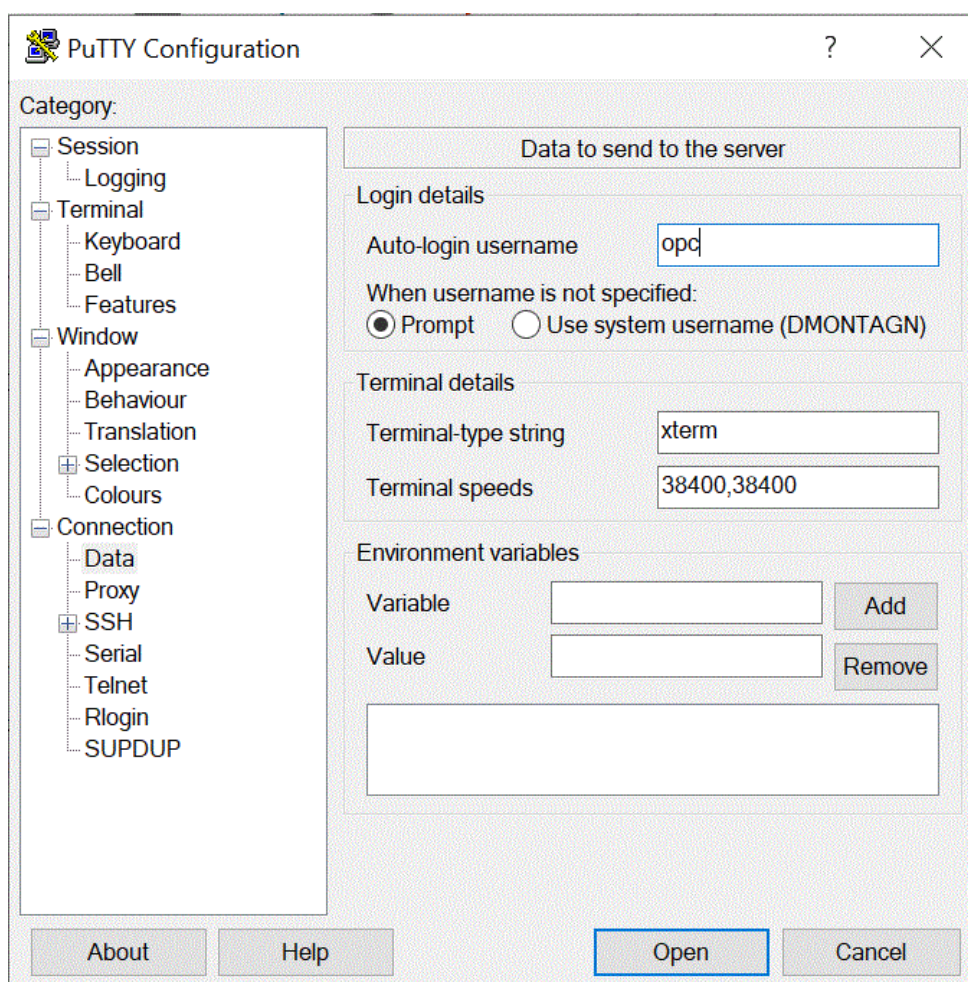 PuTTY Configuration
?
Category:
Session
Logging
Terminal
Keyboard
Bell
Features
Window
Appearance
Behaviour
Translation
Selection
Colours
Connection
Data
Proxy
SSH
Serial
Telnet
Rlogin
SUPDUP
Data to send to the server
Login details
Auto-login username opc
When username is not specified:
Prompt Use system username (DMONTAGN)
Terminal details
Terminal-type string xterm
Terminal speeds 38400,38400
Environment variables
Variable Add
Value Remove
About Help Open Cancel